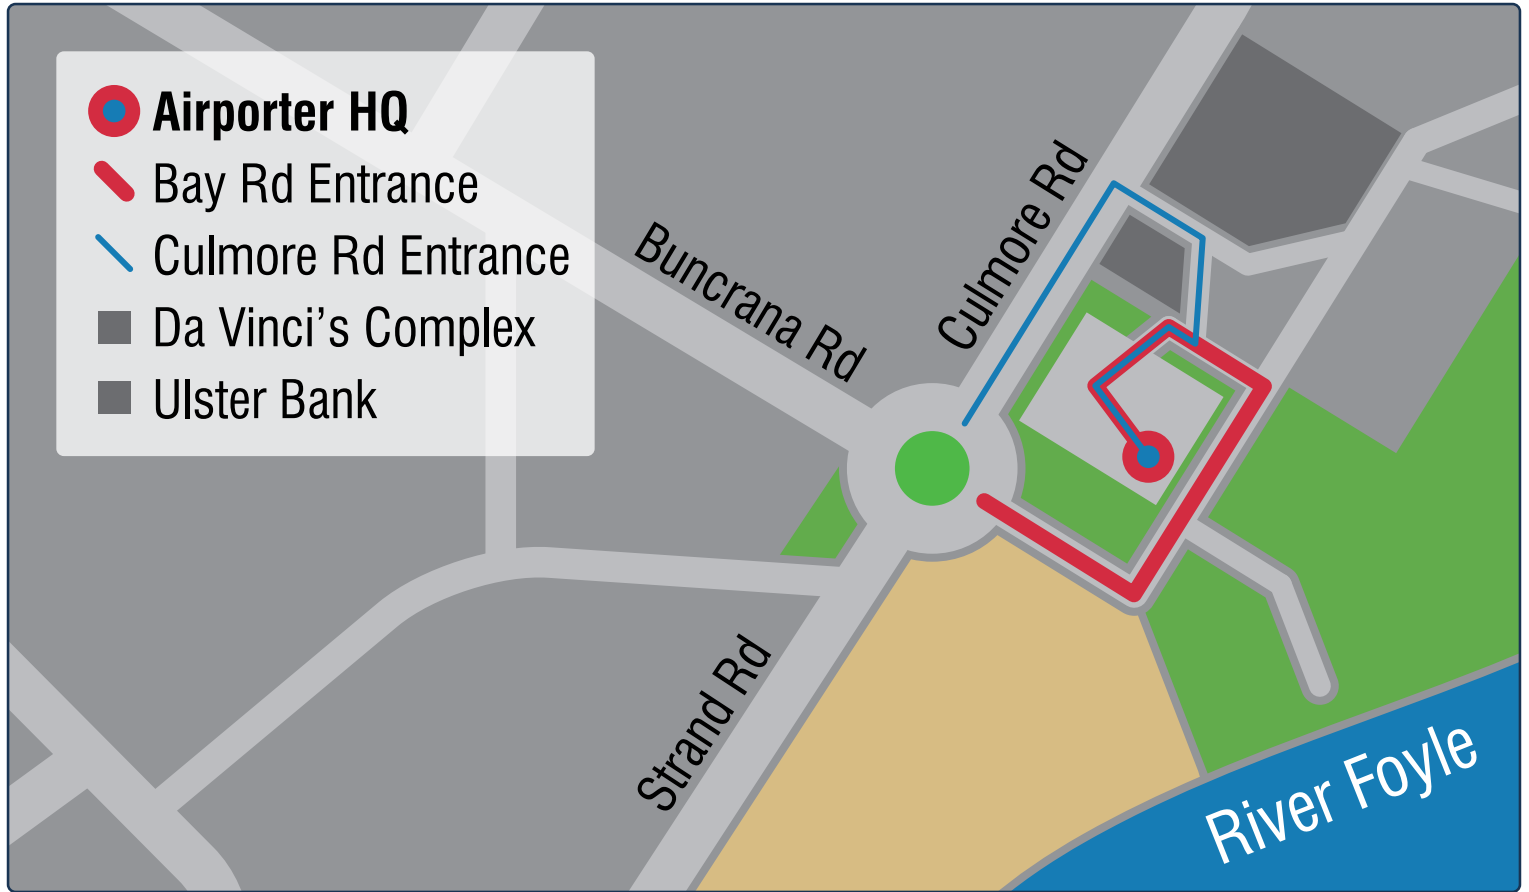 Airporter HQ
Bay Rd Entrance
Culmore Rd Entrance
Da Vinci's Complex
Ulster Bank
Buncrana Rd
Culmore Rd
Strand Rd
River Foyle